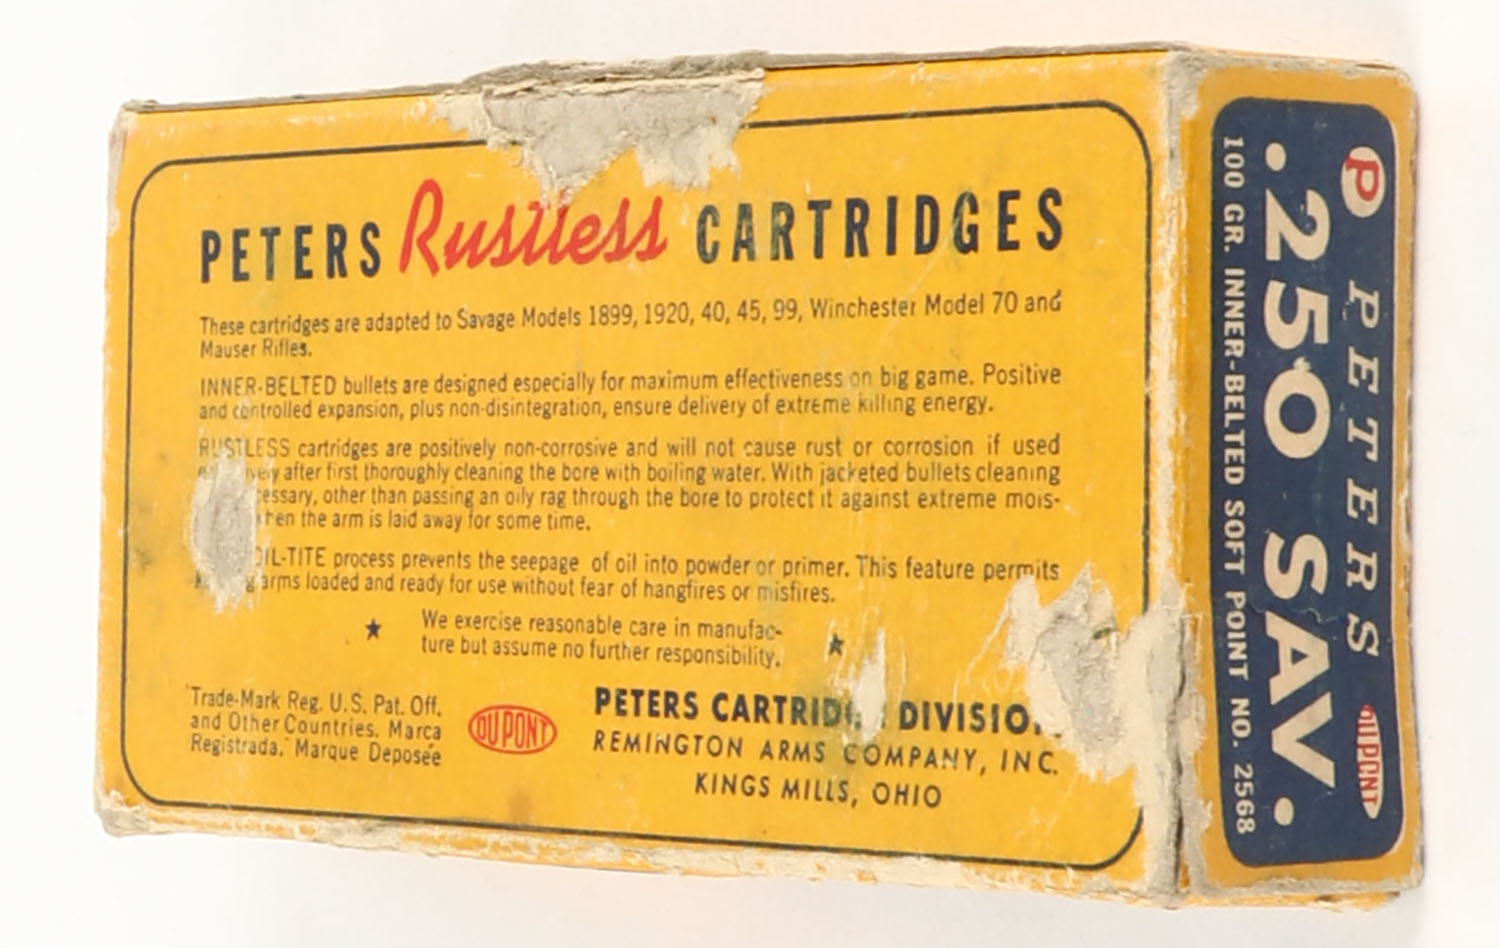 PETERS Rustless CARTRIDGES
These cartridges are adapted to Savage Models 1899, 1920, 40, 45, 99, Winchester Model 70 and
Mauser Rifles.
INNER-BELTED bullets are designed especially for maximum effectiveness on big game. Positive
and controlled expansion, plus non-disintegration, ensure delivery of extreme killing energy.
RUSTLESS cartridges are positively non-corrosive and will not cause rust or corrosion if used
after first thoroughly cleaning the bore with boiling water. With jacketed bullets cleaning
other than passing an oily rag through the bore to protect it against extreme mois-
the arm is laid away for some time.
OIL-TITE process prevents the seepage of oil into powder or primer. This feature permits
arms loaded and ready for use without fear of hangfires or misfires.
We exercise reasonable care in manufac-
ture but assume no further responsibility.
Trade-Mark Reg. U.S. Pat. Off.
and Other Countries. Marca
Registrada. Marque Deposée
DU PONT
PETERS CARTRIDGE DIVISION
REMINGTON ARMS COMPANY, INC.
KINGS MILLS, OHIO
P PETERS DU PONT
.250 SAV.
100 GR. INNER-BELTED SOFT POINT NO. 2568